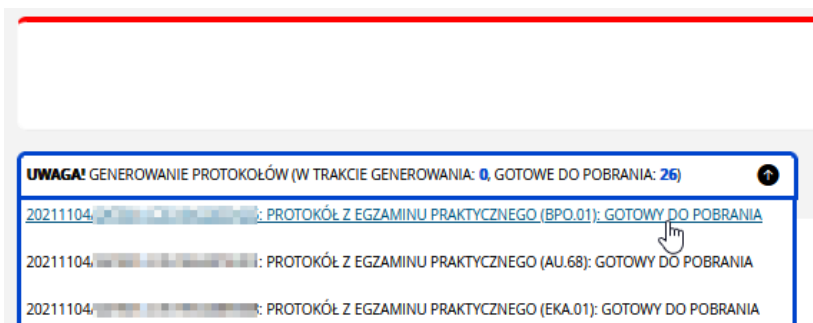 UWAGA! GENEROWANIE PROTOKOŁÓW (W TRAKCIE GENEROWANIA: 0, GOTOWE DO POBRANIA: 26)
20211104/ : PROTOKÓŁ Z EGZAMINU PRAKTYCZNEGO (BPO.01): GOTOWY DO POBRANIA
20211104/ : PROTOKÓŁ Z EGZAMINU PRAKTYCZNEGO (AU.68): GOTOWY DO POBRANIA
20211104/ : PROTOKÓŁ Z EGZAMINU PRAKTYCZNEGO (EKA.01): GOTOWY DO POBRANIA